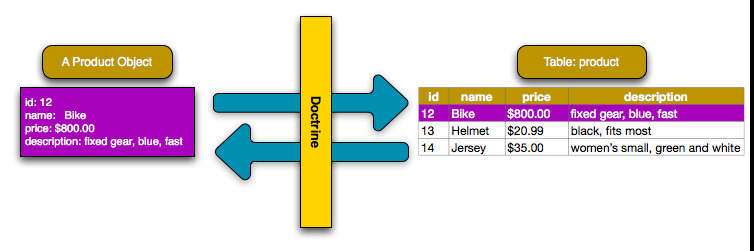 A Product Object
id: 12
name: Bike
price: $800.00
description: fixed gear, blue, fast
Doctrine
Table: product
id name price description
12 Bike $800.00 fixed gear, blue, fast
13 Helmet $20.99 black, fits most
14 Jersey $35.00 women's small, green and white